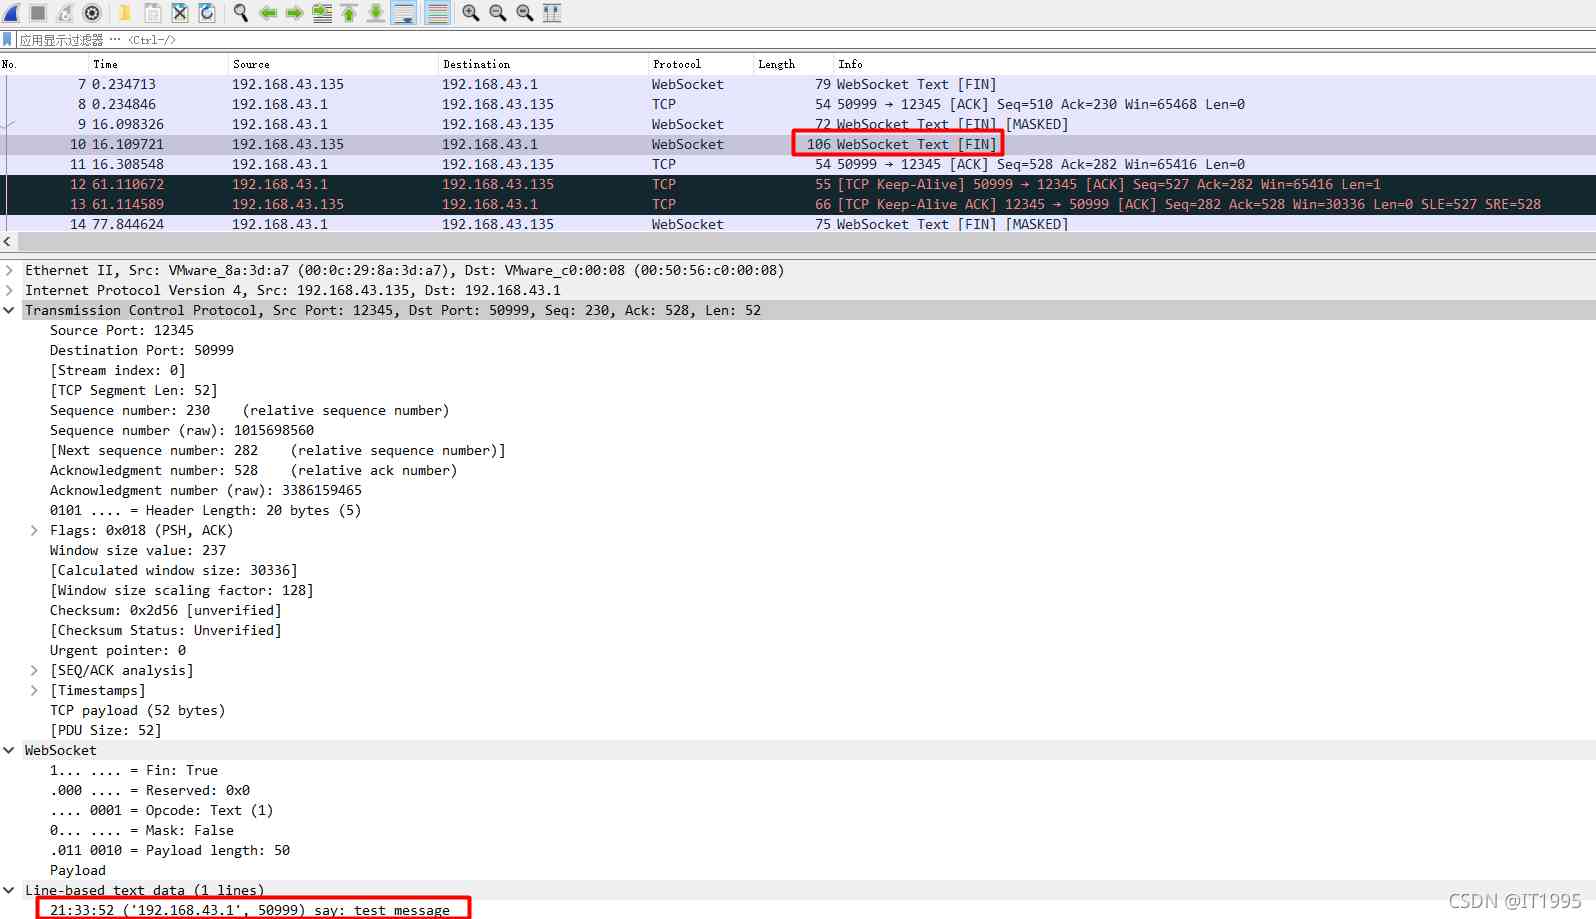 应用显示过滤器 … <Ctrl-/>
No. Time Source Destination Protocol Length Info
7 0.234713 192.168.43.135 192.168.43.1 WebSocket 79 WebSocket Text [FIN]
8 0.234846 192.168.43.1 192.168.43.135 TCP 54 50999 → 12345 [ACK] Seq=510 Ack=230 Win=65468 Len=0
9 16.098326 192.168.43.1 192.168.43.135 WebSocket 72 WebSocket Text [FIN] [MASKED]
10 16.109721 192.168.43.135 192.168.43.1 WebSocket 106 WebSocket Text [FIN]
11 16.308548 192.168.43.1 192.168.43.135 TCP 54 50999 → 12345 [ACK] Seq=528 Ack=282 Win=65416 Len=0
12 61.110672 192.168.43.1 192.168.43.135 TCP 55 [TCP Keep-Alive] 50999 → 12345 [ACK] Seq=527 Ack=282 Win=65416 Len=1
13 61.114589 192.168.43.135 192.168.43.1 TCP 66 [TCP Keep-Alive ACK] 12345 → 50999 [ACK] Seq=282 Ack=528 Win=30336 Len=0 SLE=527 SRE=528
14 77.844624 192.168.43.1 192.168.43.135 WebSocket 75 WebSocket Text [FIN] [MASKED]
Ethernet II, Src: VMware_8a:3d:a7 (00:0c:29:8a:3d:a7), Dst: VMware_c0:00:08 (00:50:56:c0:00:08)
Internet Protocol Version 4, Src: 192.168.43.135, Dst: 192.168.43.1
Transmission Control Protocol, Src Port: 12345, Dst Port: 50999, Seq: 230, Ack: 528, Len: 52
Source Port: 12345
Destination Port: 50999
[Stream index: 0]
[TCP Segment Len: 52]
Sequence number: 230 (relative sequence number)
Sequence number (raw): 1015698560
[Next sequence number: 282 (relative sequence number)]
Acknowledgment number: 528 (relative ack number)
Acknowledgment number (raw): 3386159465
0101 .... = Header Length: 20 bytes (5)
Flags: 0x018 (PSH, ACK)
Window size value: 237
[Calculated window size: 30336]
[Window size scaling factor: 128]
Checksum: 0x2d56 [unverified]
[Checksum Status: Unverified]
Urgent pointer: 0
[SEQ/ACK analysis]
[Timestamps]
TCP payload (52 bytes)
[PDU Size: 52]
WebSocket
1... .... = Fin: True
.000 .... = Reserved: 0x0
.... 0001 = Opcode: Text (1)
0... .... = Mask: False
.011 0010 = Payload length: 50
Payload
Line-based text data (1 lines)
21:33:52 ('192.168.43.1', 50999) say: test message
CSDN @IT1995